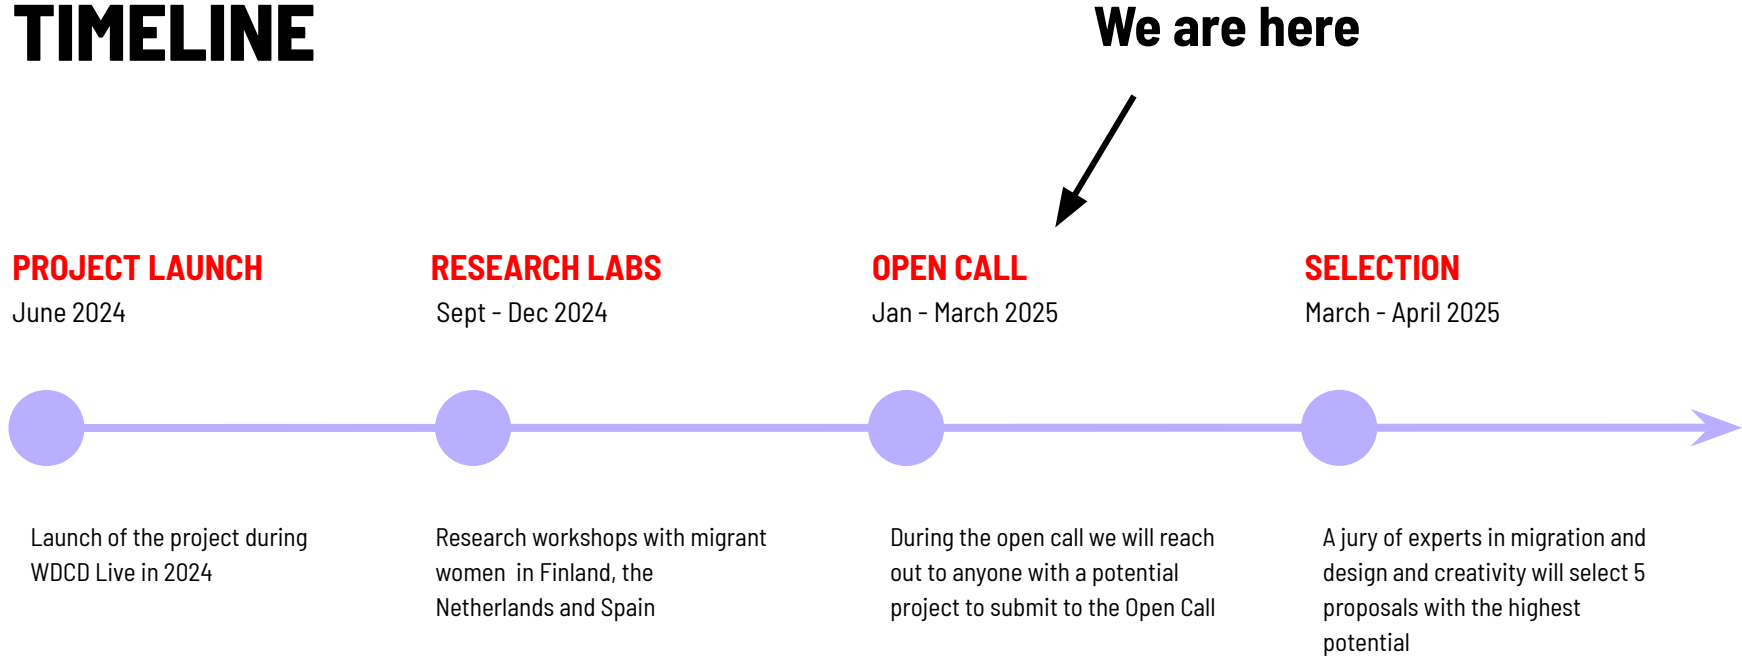 TIMELINE
We are here
PROJECT LAUNCH
June 2024
RESEARCH LABS
Sept - Dec 2024
OPEN CALL
Jan - March 2025
SELECTION
March - April 2025
Launch of the project during
WDCD Live in 2024
Research workshops with migrant
women in Finland, the
Netherlands and Spain
During the open call we will reach
out to anyone with a potential
project to submit to the Open Call
A jury of experts in migration and
design and creativity will select 5
proposals with the highest
potential